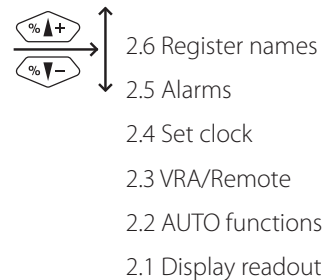 % +
% −
2.6 Register names
2.5 Alarms
2.4 Set clock
2.3 VRA/Remote
2.2 AUTO functions
2.1 Display readout